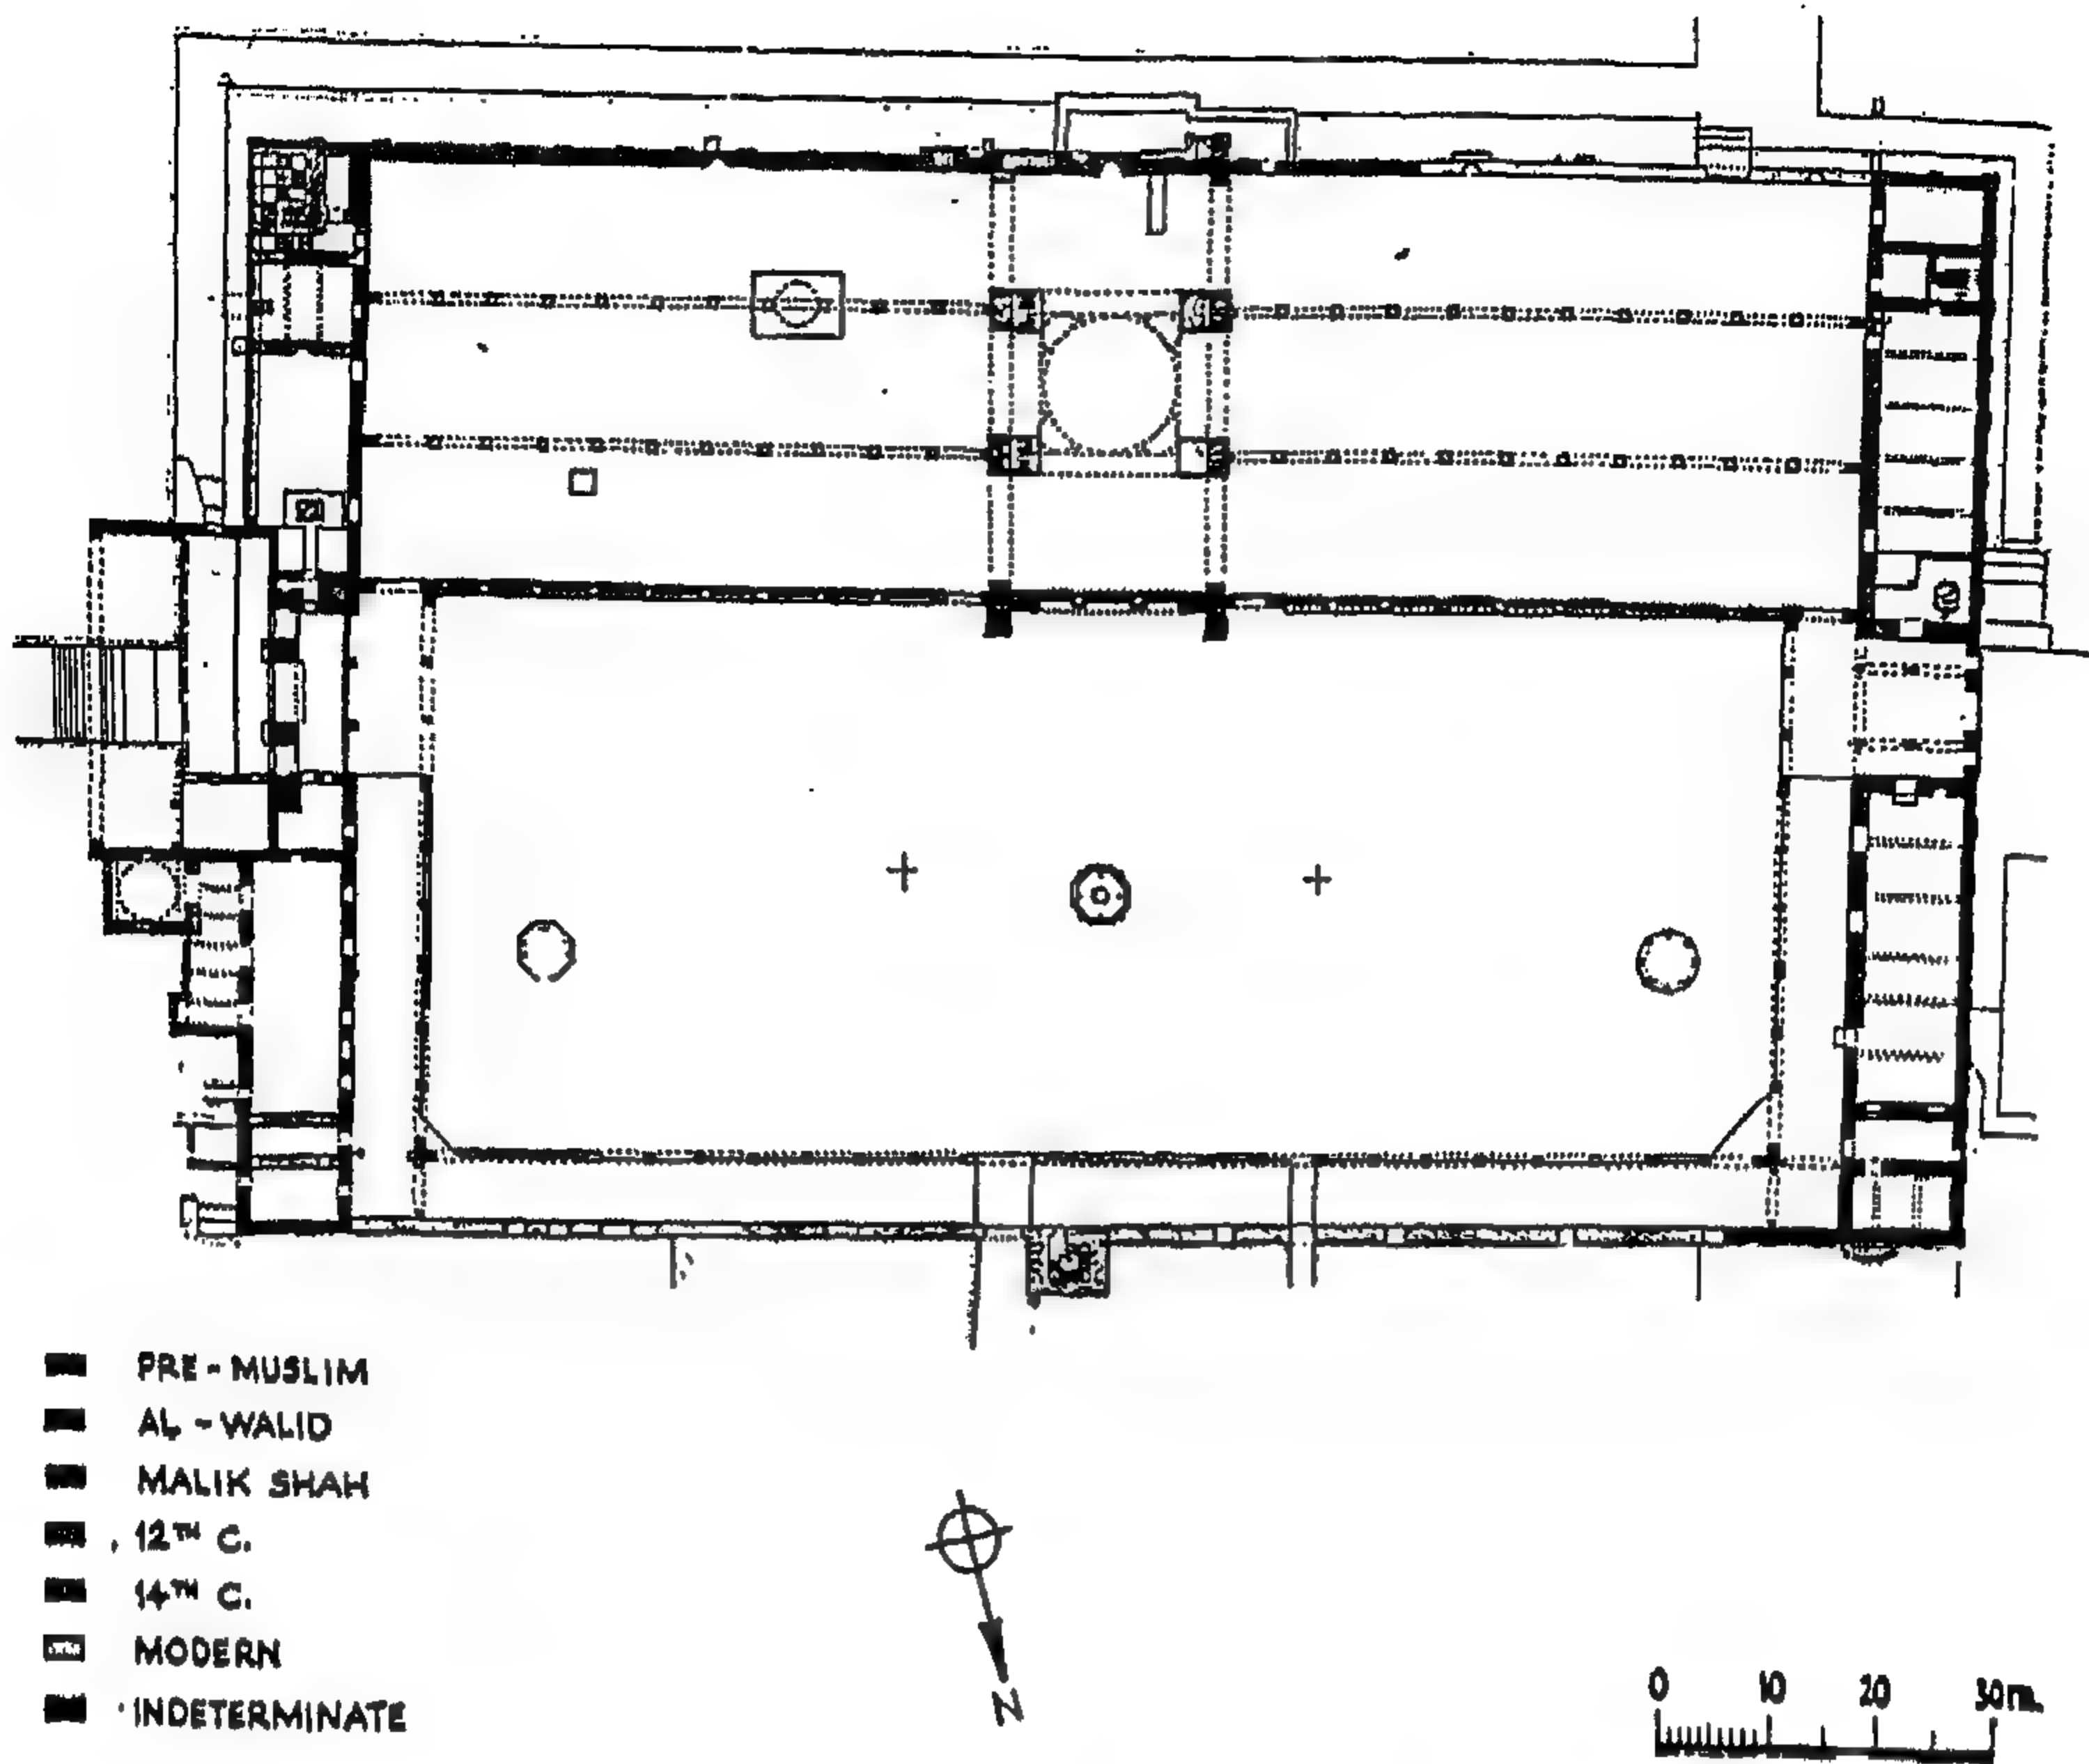 PRE-MUSLIM
AL-WALID
MALIK SHAH
12TH C.
14TH C.
MODERN
INDETERMINATE
N
0 10 20 30m.